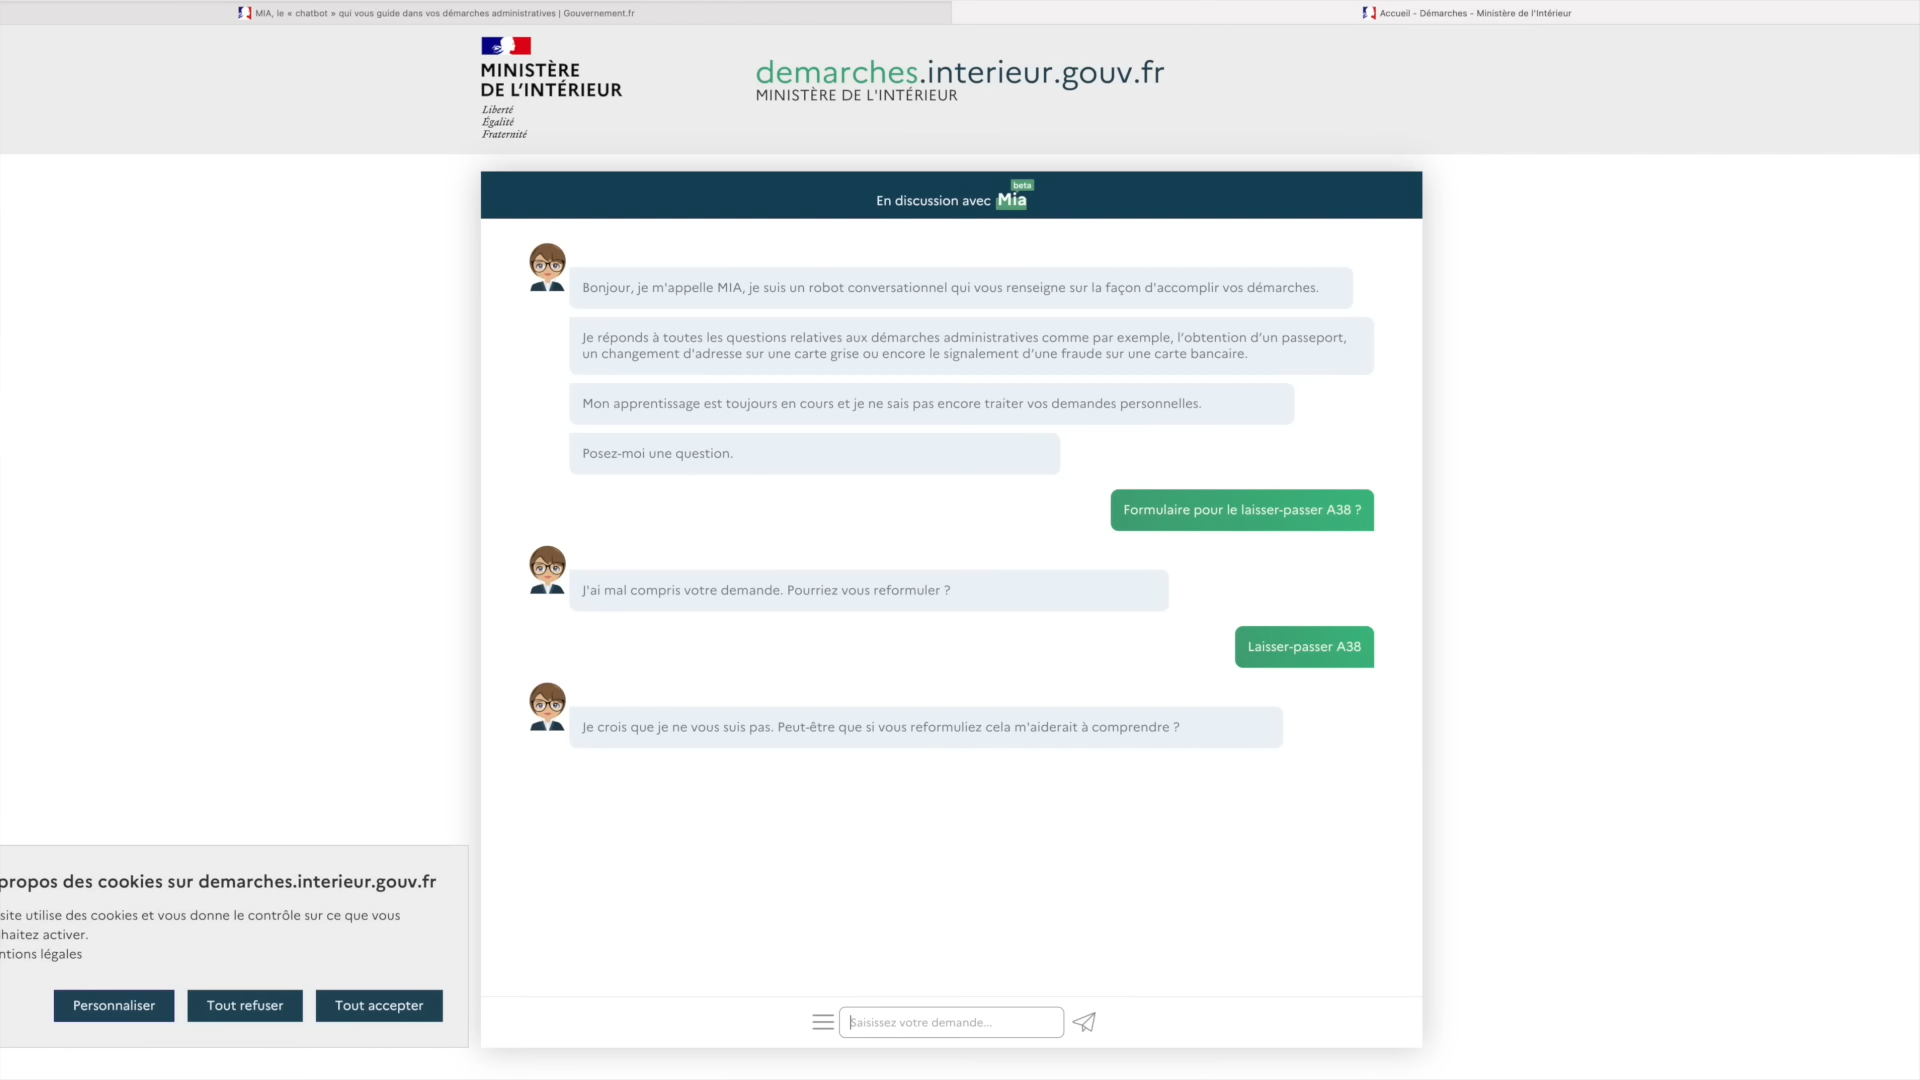 MIA, le « chatbot » qui vous guide dans vos démarches administratives | Gouvernement.fr
Accueil - Démarches - Ministère de l'Intérieur
MINISTÈRE
DE L'INTÉRIEUR
Liberté
Égalité
Fraternité
demarches.interieur.gouv.fr
MINISTÈRE DE L'INTÉRIEUR
beta
En discussion avec Mia
Bonjour, je m'appelle MIA, je suis un robot conversationnel qui vous renseigne sur la façon d'accomplir vos démarches.
Je réponds à toutes les questions relatives aux démarches administratives comme par exemple, l’obtention d’un passeport,
un changement d'adresse sur une carte grise ou encore le signalement d’une fraude sur une carte bancaire.
Mon apprentissage est toujours en cours et je ne sais pas encore traiter vos demandes personnelles.
Posez-moi une question.
Formulaire pour le laisser-passer A38 ?
J'ai mal compris votre demande. Pourriez vous reformuler ?
Laisser-passer A38
Je crois que je ne vous suis pas. Peut-être que si vous reformuliez cela m'aiderait à comprendre ?
propos des cookies sur demarches.interieur.gouv.fr
site utilise des cookies et vous donne le contrôle sur ce que vous
haitez activer.
ntions légales
Personnaliser
Tout refuser
Tout accepter
Saisissez votre demande...